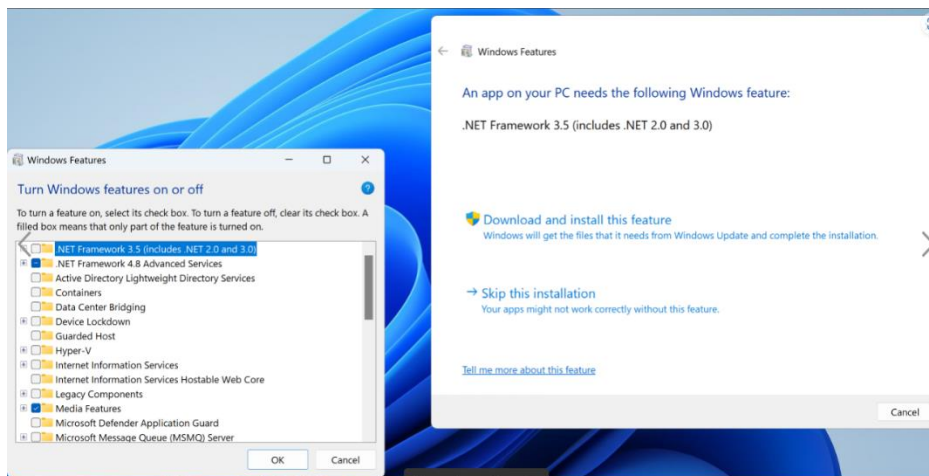 Windows Features
Turn Windows features on or off
To turn a feature on, select its check box. To turn a feature off, clear its check box. A
filled box means that only part of the feature is turned on.
.NET Framework 3.5 (includes .NET 2.0 and 3.0)
.NET Framework 4.8 Advanced Services
Active Directory Lightweight Directory Services
Containers
Data Center Bridging
Device Lockdown
Guarded Host
Hyper-V
Internet Information Services
Internet Information Services Hostable Web Core
Legacy Components
Media Features
Microsoft Defender Application Guard
Microsoft Message Queue (MSMQ) Server
OK
Cancel
Windows Features
An app on your PC needs the following Windows feature:
.NET Framework 3.5 (includes .NET 2.0 and 3.0)
Download and install this feature
Windows will get the files that it needs from Windows Update and complete the installation.
Skip this installation
Your apps might not work correctly without this feature.
Tell me more about this feature
Cancel